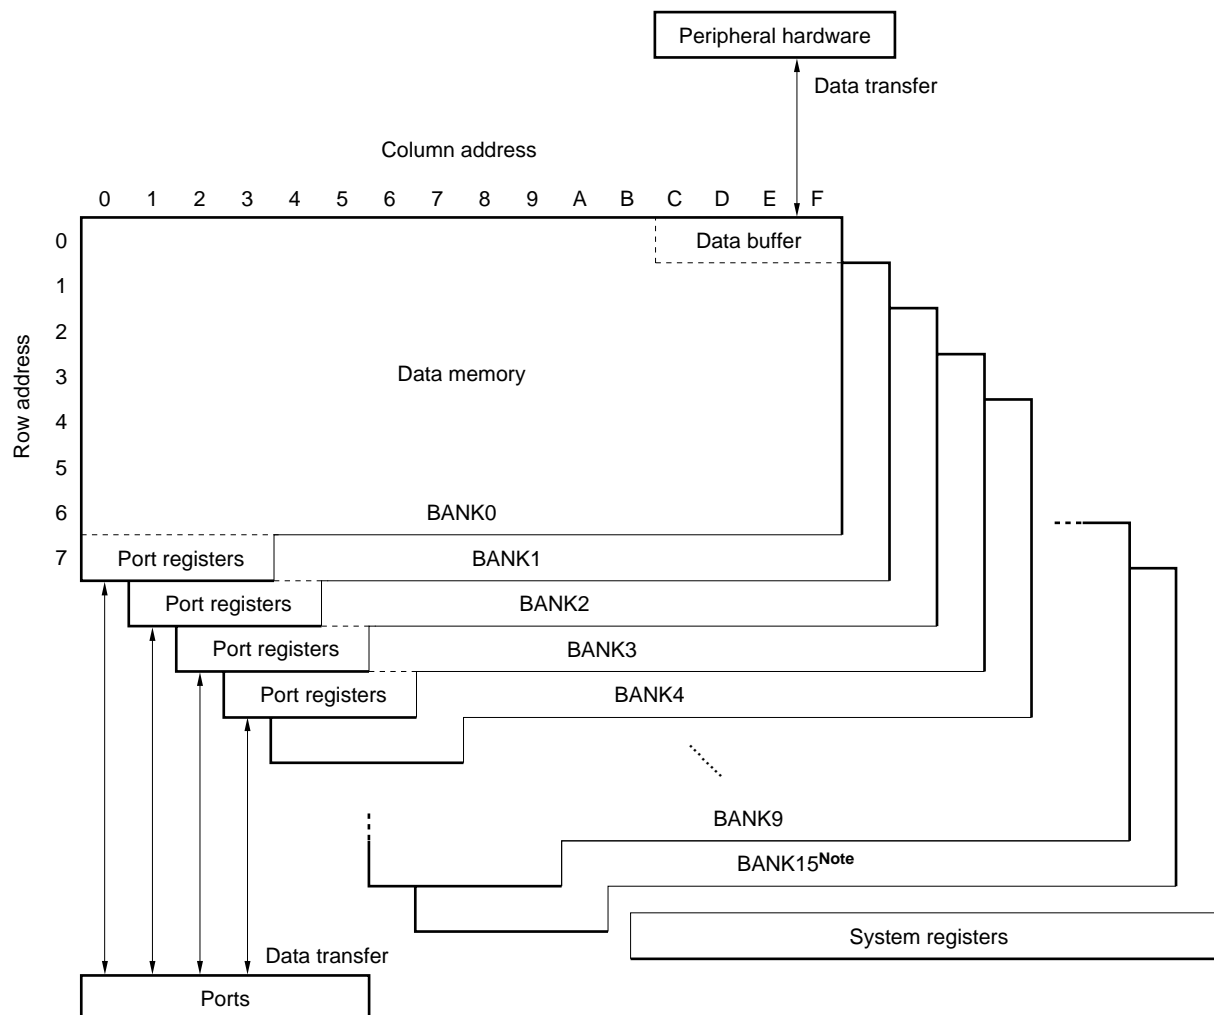 Peripheral hardware
Data transfer
Column address
0 1 2 3 4 5 6 7 8 9 A B C D E F
0 Data buffer
1
2
Row address
3 Data memory
4
5
6 BANK0
7 Port registers BANK1
Port registers BANK2
Port registers BANK3
Port registers BANK4
BANK9
BANK15Note
System registers
Data transfer
Ports